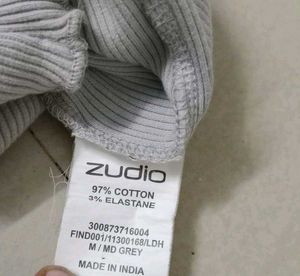 zudio
97% COTTON
3% ELASTANE
300873716004
FIND001/11300168/LDH
M / MD GREY
MADE IN INDIA